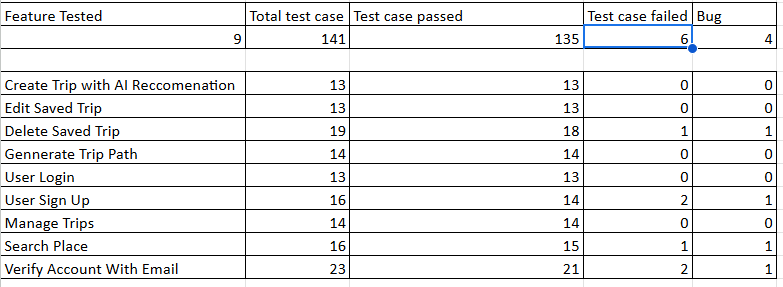 Feature Tested Total test case Test case passed Test case failed Bug
9 141 135 6 4
Create Trip with AI Reccomenation 13 13 0 0
Edit Saved Trip 13 13 0 0
Delete Saved Trip 19 18 1 1
Gennerate Trip Path 14 14 0 0
User Login 13 13 0 0
User Sign Up 16 14 2 1
Manage Trips 14 14 0 0
Search Place 16 15 1 1
Verify Account With Email 23 21 2 1